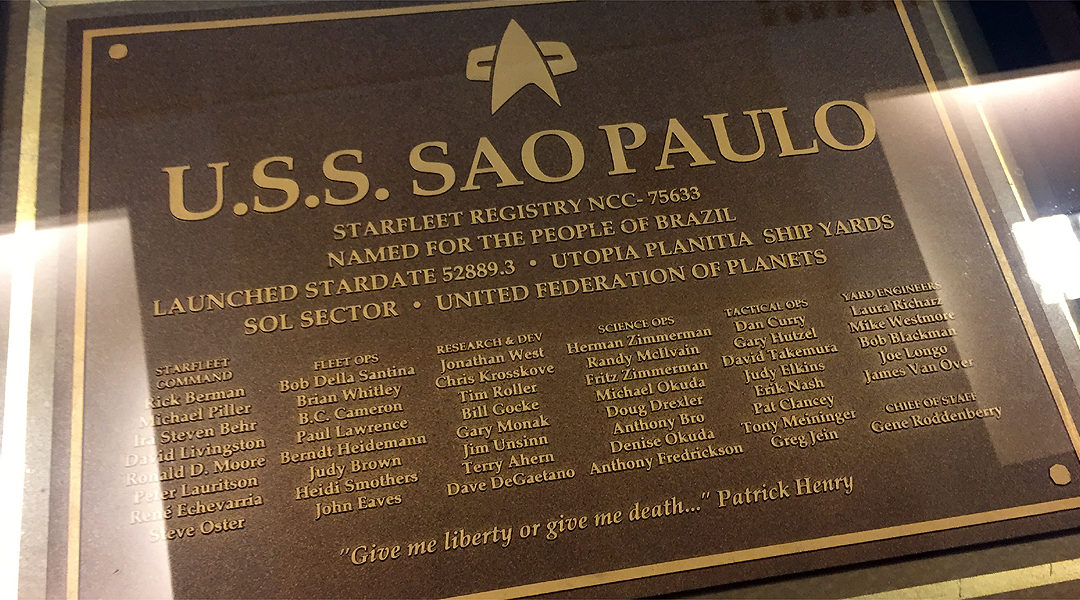 U.S.S. SAO PAULO
STARFLEET REGISTRY NCC- 75633
NAMED FOR THE PEOPLE OF BRAZIL
LAUNCHED STARDATE 52889.3 • UTOPIA PLANITIA SHIP YARDS
SOL SECTOR • UNITED FEDERATION OF PLANETS
STARFLEET
COMMAND
Rick Berman
Michael Piller
Ira Steven Behr
David Livingston
Ronald D. Moore
Peter Lauritson
René Echevarria
Steve Oster
FLEET OPS
Bob Della Santina
Brian Whitley
B.C. Cameron
Paul Lawrence
Berndt Heidemann
Judy Brown
Heidi Smothers
John Eaves
RESEARCH & DEV
Jonathan West
Chris Krosskove
Tim Roller
Bill Gocke
Gary Monak
Jim Unsinn
Terry Ahern
Dave DeGaetano
SCIENCE OPS
Herman Zimmerman
Randy McIlvain
Fritz Zimmerman
Michael Okuda
Doug Drexler
Anthony Bro
Denise Okuda
Anthony Fredrickson
TACTICAL OPS
Dan Curry
Gary Hutzel
David Takemura
Judy Elkins
Erik Nash
Pat Clancey
Tony Meininger
Greg Jein
YARD ENGINEERS
Laura Richarz
Mike Westmore
Bob Blackman
Joe Longo
James Van Over
CHIEF OF STAFF
Gene Roddenberry
"Give me liberty or give me death..." Patrick Henry